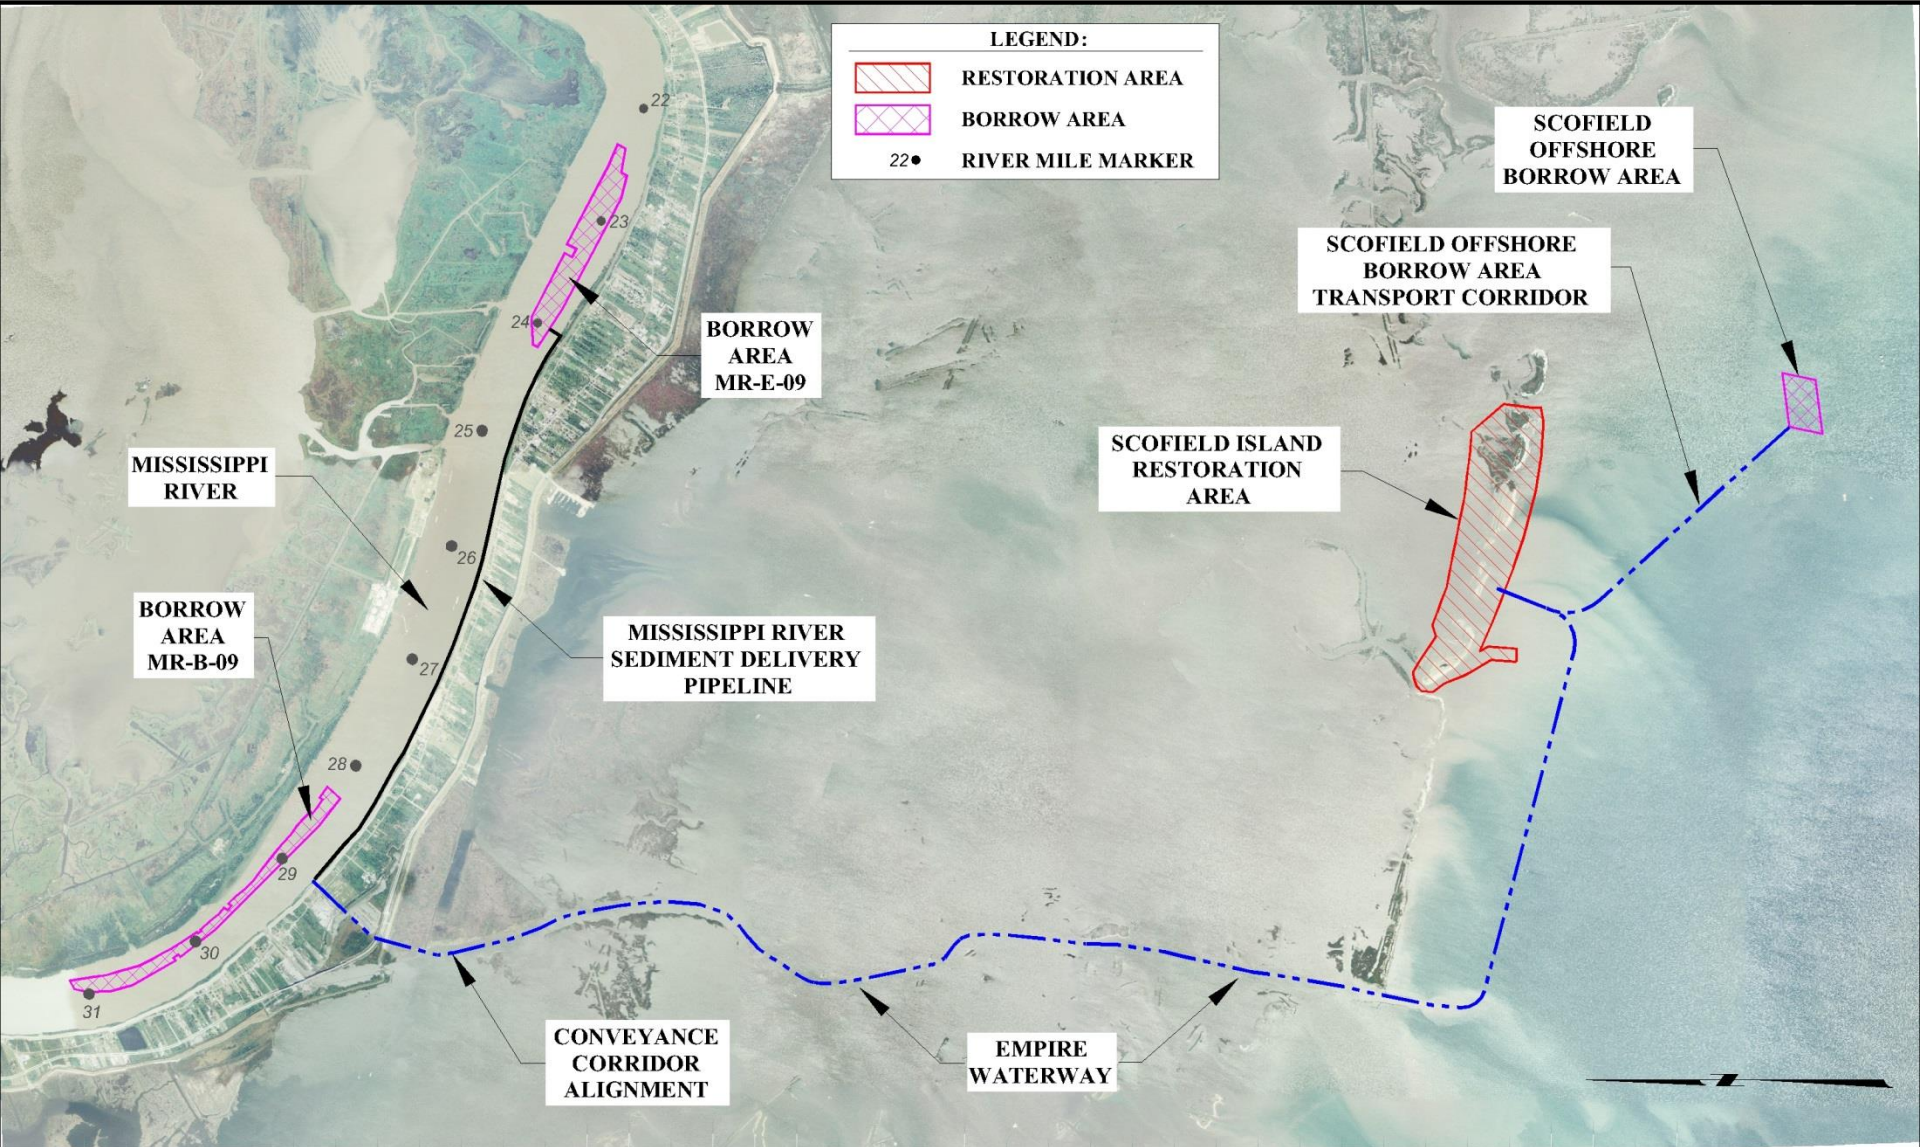 LEGEND:
RESTORATION AREA
BORROW AREA
22
RIVER MILE MARKER
22
23
24
25
26
27
28
29
30
31
SCOFIELD
OFFSHORE
BORROW AREA
SCOFIELD OFFSHORE
BORROW AREA
TRANSPORT CORRIDOR
BORROW
AREA
MR-E-09
SCOFIELD ISLAND
RESTORATION
AREA
MISSISSIPPI
RIVER
BORROW
AREA
MR-B-09
MISSISSIPPI RIVER
SEDIMENT DELIVERY
PIPELINE
CONVEYANCE
CORRIDOR
ALIGNMENT
EMPIRE
WATERWAY